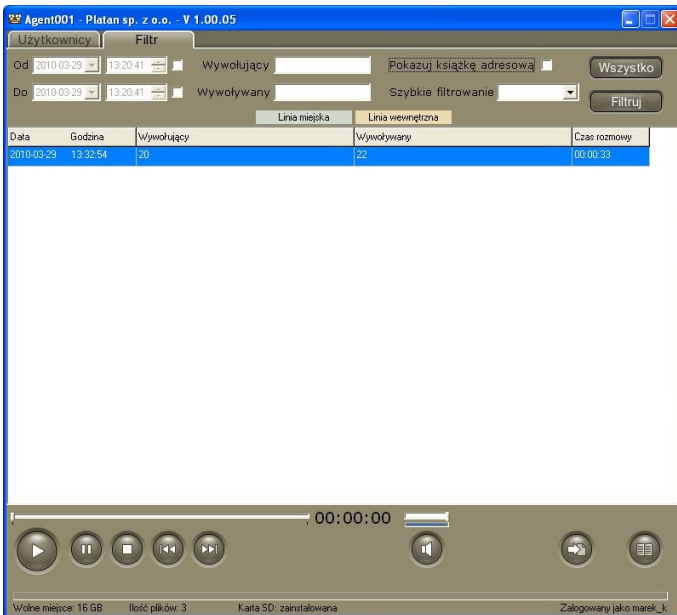 Agent001 - Platan sp. z o.o. - V 1.00.05
Użytkownicy Filtr
Od 2010-03-29 13:20:41 Wywołujący Pokazuj książkę adresową Wszystko
Do 2010-03-29 13:20:41 Wywoływany Szybkie filtrowanie Filtruj
Linia miejska Linia wewnętrzna
Data Godzina Wywołujący Wywoływany Czas rozmowy
2010-03-29 13:32:54 20 22 00:00:33
00:00:00
Wolne miejsce: 16 GB Ilość plików: 3 Karta SD: zainstalowana Zalogowany jako marek_k